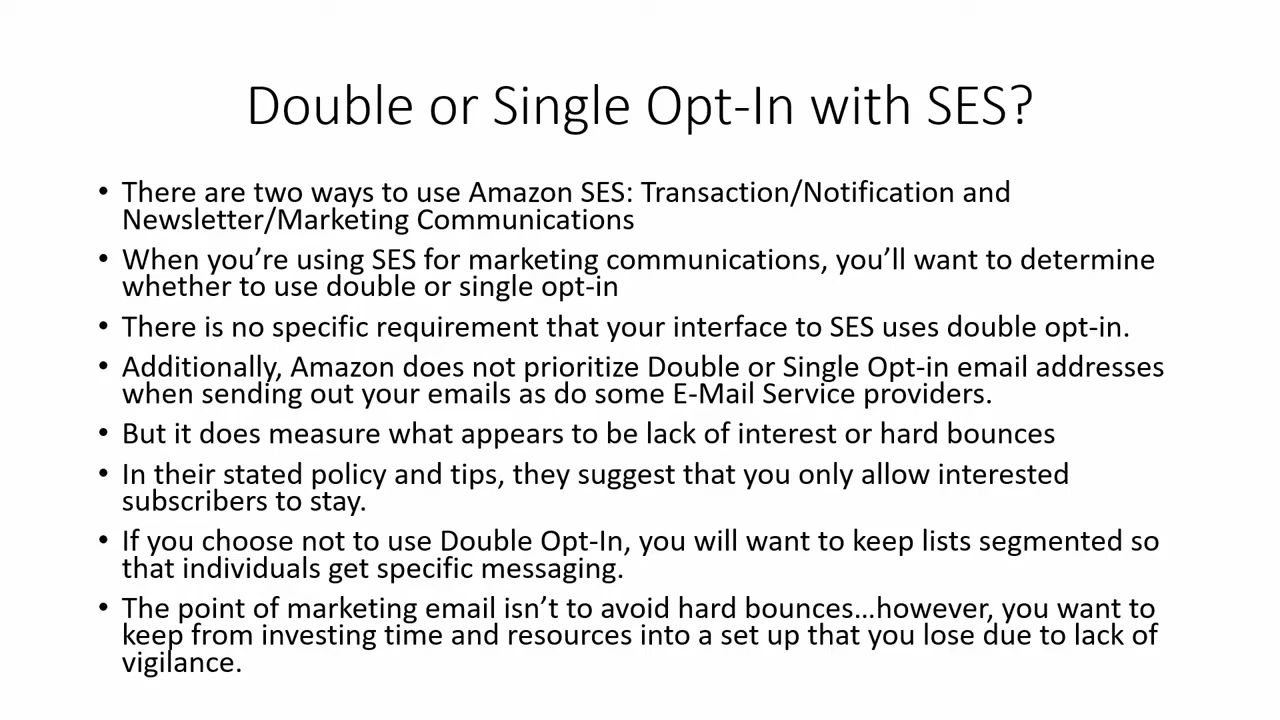 Double or Single Opt-In with SES?
• There are two ways to use Amazon SES: Transaction/Notification and
Newsletter/Marketing Communications
• When you’re using SES for marketing communications, you’ll want to determine
whether to use double or single opt-in
• There is no specific requirement that your interface to SES uses double opt-in.
• Additionally, Amazon does not prioritize Double or Single Opt-in email addresses
when sending out your emails as do some E-Mail Service providers.
• But it does measure what appears to be lack of interest or hard bounces
• In their stated policy and tips, they suggest that you only allow interested
subscribers to stay.
• If you choose not to use Double Opt-In, you will want to keep lists segmented so
that individuals get specific messaging.
• The point of marketing email isn’t to avoid hard bounces…however, you want to
keep from investing time and resources into a set up that you lose due to lack of
vigilance.